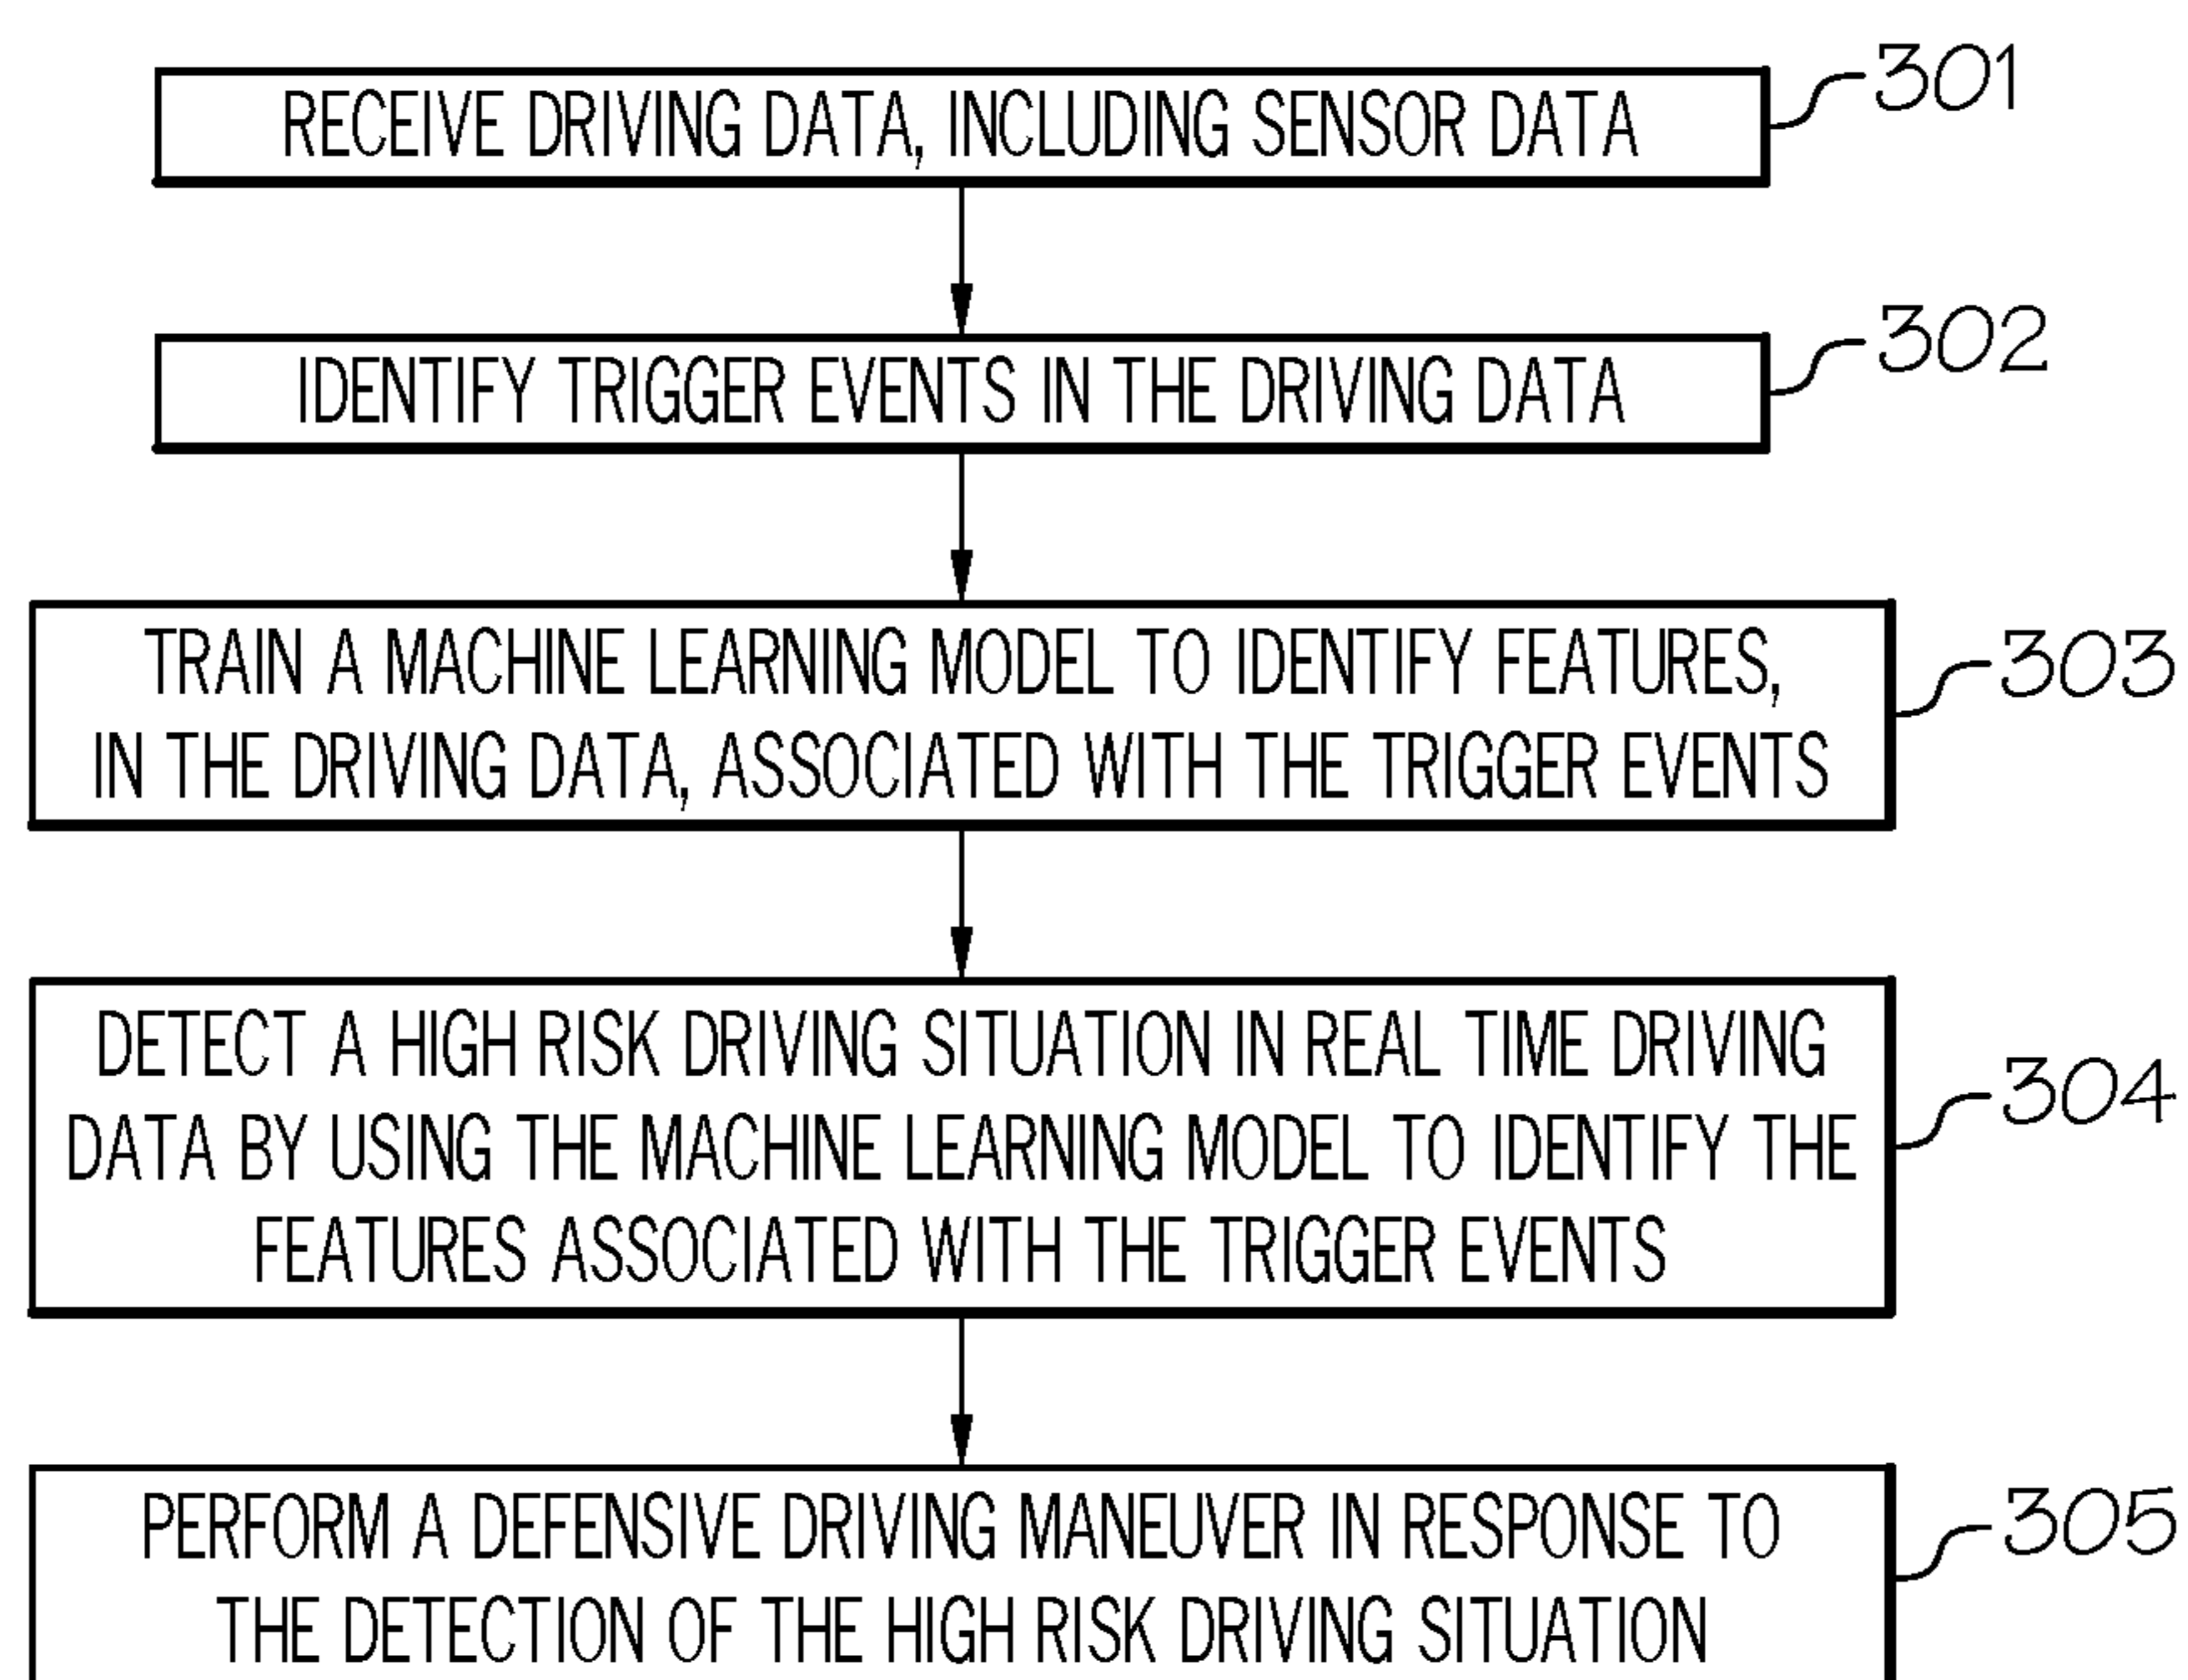 RECEIVE DRIVING DATA, INCLUDING SENSOR DATA
301
IDENTIFY TRIGGER EVENTS IN THE DRIVING DATA
302
TRAIN A MACHINE LEARNING MODEL TO IDENTIFY FEATURES,
IN THE DRIVING DATA, ASSOCIATED WITH THE TRIGGER EVENTS
303
DETECT A HIGH RISK DRIVING SITUATION IN REAL TIME DRIVING
DATA BY USING THE MACHINE LEARNING MODEL TO IDENTIFY THE
FEATURES ASSOCIATED WITH THE TRIGGER EVENTS
304
PERFORM A DEFENSIVE DRIVING MANEUVER IN RESPONSE TO
THE DETECTION OF THE HIGH RISK DRIVING SITUATION
305